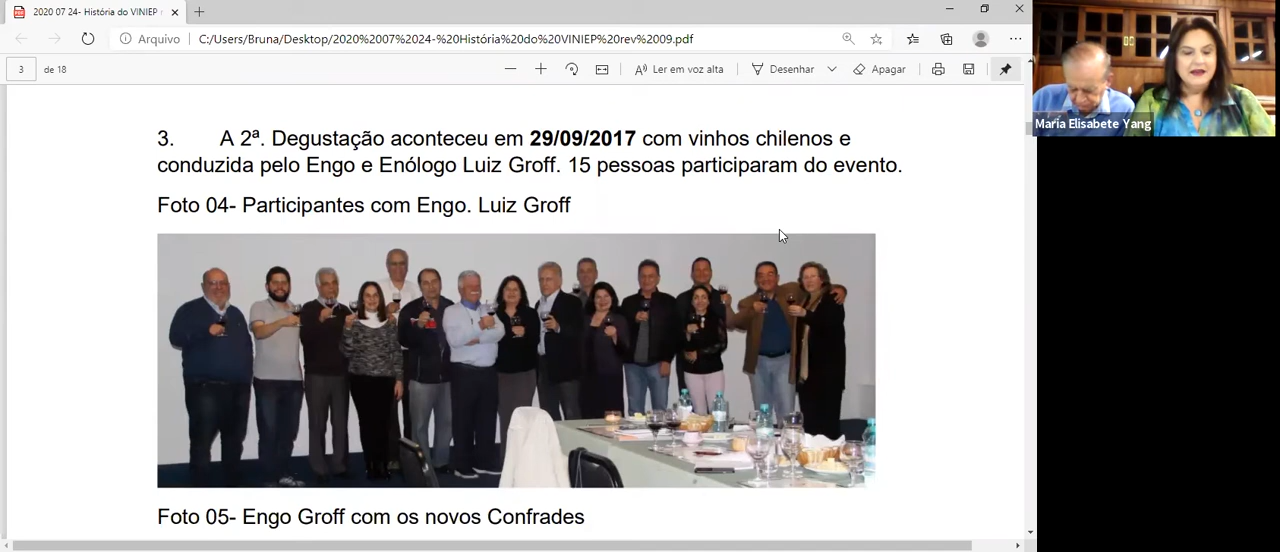 2020 07 24- História do VINIEP r
Arquivo
C:/Users/Bruna/Desktop/2020%2007%2024-%20História%20do%20VINIEP%20rev%2009.pdf
3 de 18
Ler em voz alta
Desenhar
Apagar
3. A 2ª. Degustação aconteceu em 29/09/2017 com vinhos chilenos e
conduzida pelo Engo e Enólogo Luiz Groff. 15 pessoas participaram do evento.
Foto 04- Participantes com Engo. Luiz Groff
Foto 05- Engo Groff com os novos Confrades
Maria Elisabete Yang